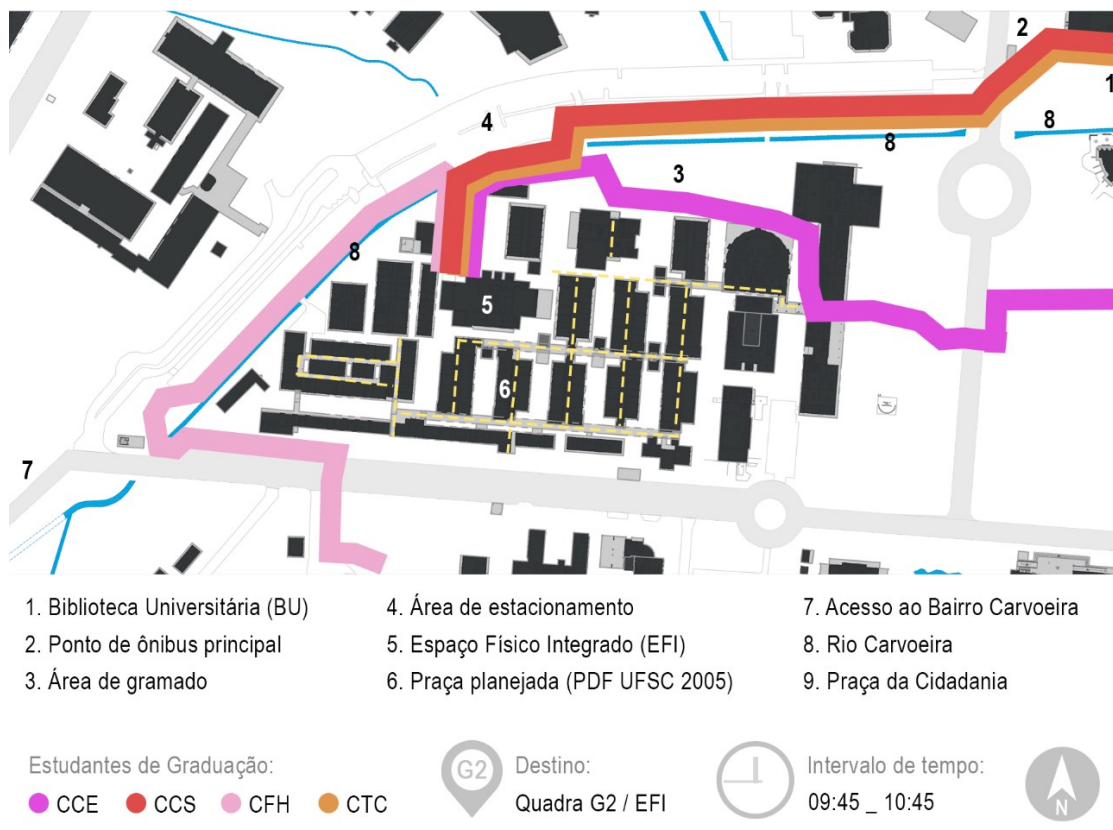 2
1
4
8
8
3
8
5
6
7
1. Biblioteca Universitária (BU)
2. Ponto de ônibus principal
3. Área de gramado
4. Área de estacionamento
5. Espaço Físico Integrado (EFI)
6. Praça planejada (PDF UFSC 2005)
7. Acesso ao Bairro Carvoeira
8. Rio Carvoeira
9. Praça da Cidadania
Estudantes de Graduação:
CCE CCS CFH CTC
G2
Destino:
Quadra G2 / EFI
Intervalo de tempo:
09:45 _ 10:45
N